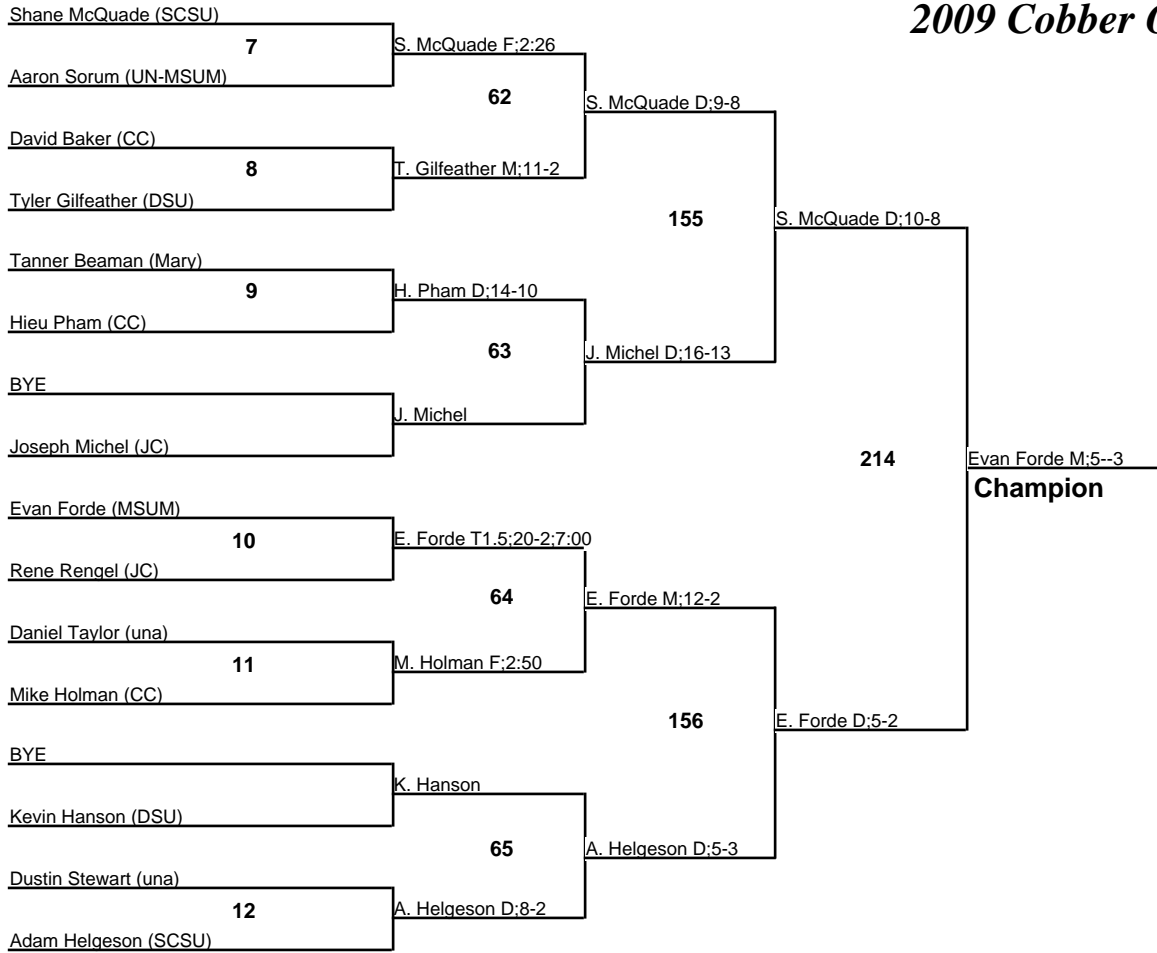 Shane McQuade (SCSU)
2009 Cobber
7
S. McQuade F;2:26
Aaron Sorum (UN-MSUM)
62
S. McQuade D;9-8
David Baker (CC)
8
T. Gilfeather M;11-2
Tyler Gilfeather (DSU)
155
S. McQuade D;10-8
Tanner Beaman (Mary)
9
H. Pham D;14-10
Hieu Pham (CC)
63
J. Michel D;16-13
BYE
J. Michel
Joseph Michel (JC)
214
Evan Forde M;5--3
Champion
Evan Forde (MSUM)
10
E. Forde T1.5;20-2;7:00
Rene Rengel (JC)
64
E. Forde M;12-2
Daniel Taylor (una)
11
M. Holman F;2:50
Mike Holman (CC)
156
E. Forde D;5-2
BYE
K. Hanson
Kevin Hanson (DSU)
65
A. Helgeson D;5-3
Dustin Stewart (una)
12
A. Helgeson D;8-2
Adam Helgeson (SCSU)